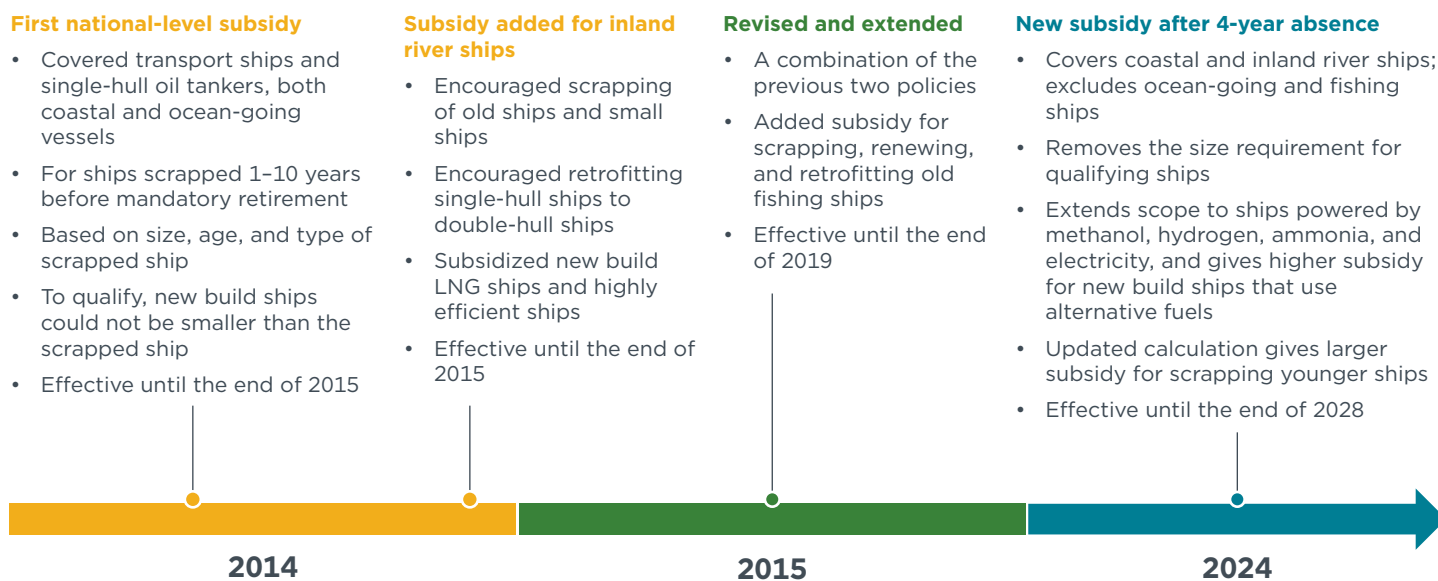 First national-level subsidy
• Covered transport ships and
single-hull oil tankers, both
coastal and ocean-going
vessels
• For ships scrapped 1–10 years
before mandatory retirement
• Based on size, age, and type of
scrapped ship
• To qualify, new build ships
could not be smaller than the
scrapped ship
• Effective until the end of 2015
Subsidy added for inland
river ships
• Encouraged scrapping
of old ships and small
ships
• Encouraged retrofitting
single-hull ships to
double-hull ships
• Subsidized new build
LNG ships and highly
efficient ships
• Effective until the end of
2015
Revised and extended
• A combination of the
previous two policies
• Added subsidy for
scrapping, renewing,
and retrofitting old
fishing ships
• Effective until the end
of 2019
New subsidy after 4-year absence
• Covers coastal and inland river ships;
excludes ocean-going and fishing
ships
• Removes the size requirement for
qualifying ships
• Extends scope to ships powered by
methanol, hydrogen, ammonia, and
electricity, and gives higher subsidy
for new build ships that use
alternative fuels
• Updated calculation gives larger
subsidy for scrapping younger ships
• Effective until the end of 2028
2014
2015
2024